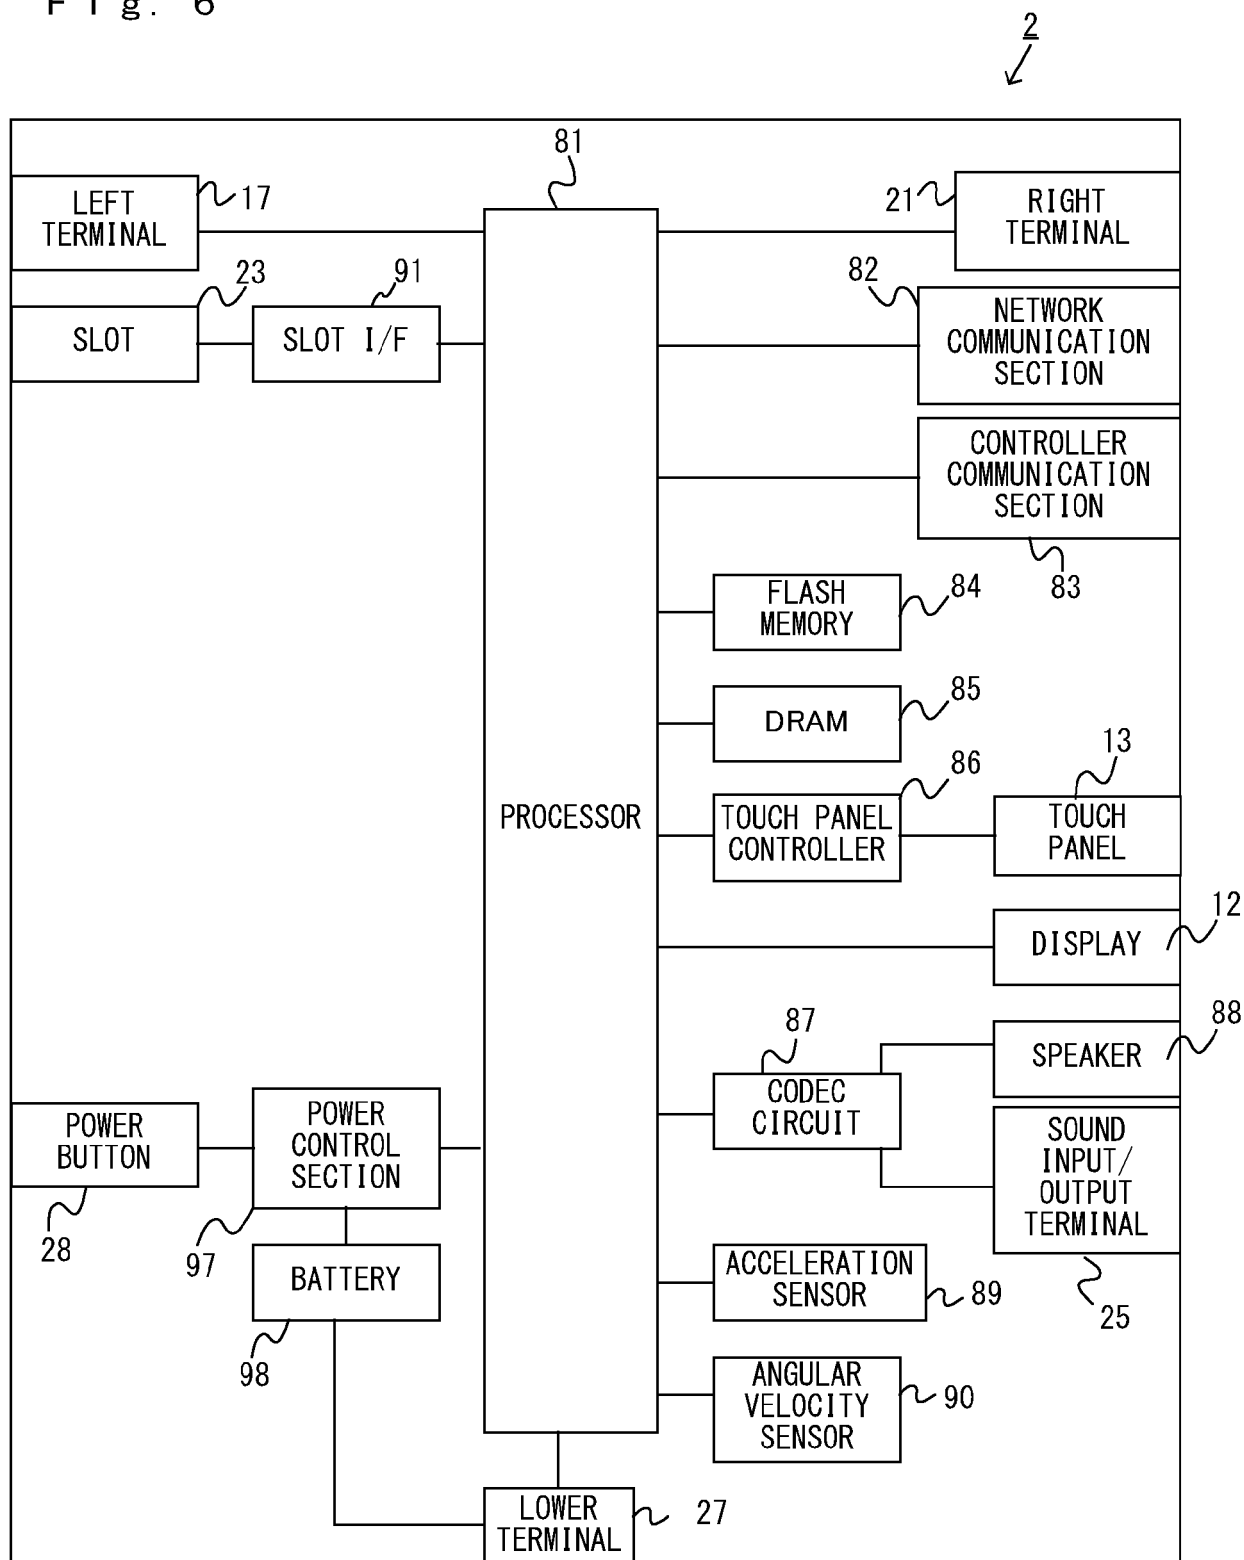 Fig. 6
2
81
LEFT
TERMINAL
17
21
RIGHT
TERMINAL
23
SLOT
91
SLOT I/F
82
NETWORK
COMMUNICATION
SECTION
CONTROLLER
COMMUNICATION
SECTION
83
FLASH
MEMORY
84
DRAM
85
PROCESSOR
86
TOUCH PANEL
CONTROLLER
13
TOUCH
PANEL
12
DISPLAY
88
SPEAKER
87
CODEC
CIRCUIT
SOUND
INPUT/
OUTPUT
TERMINAL
25
POWER
BUTTON
28
POWER
CONTROL
SECTION
97
BATTERY
98
ACCELERATION
SENSOR
89
ANGULAR
VELOCITY
SENSOR
90
LOWER
TERMINAL
27